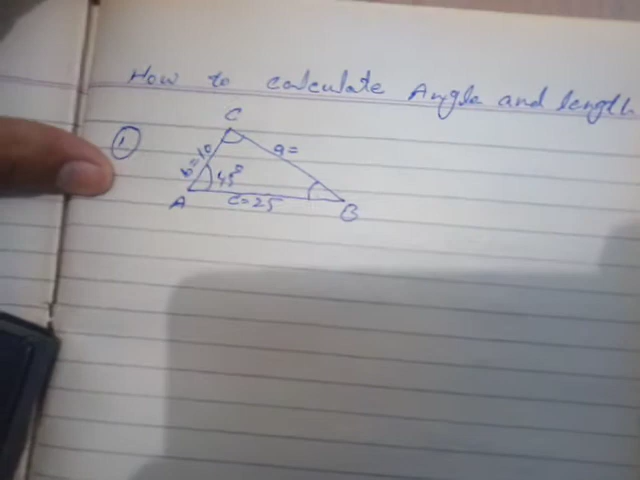 How to calculate Angle and length
1.
C
b=10 a=
45°
A c=25 B